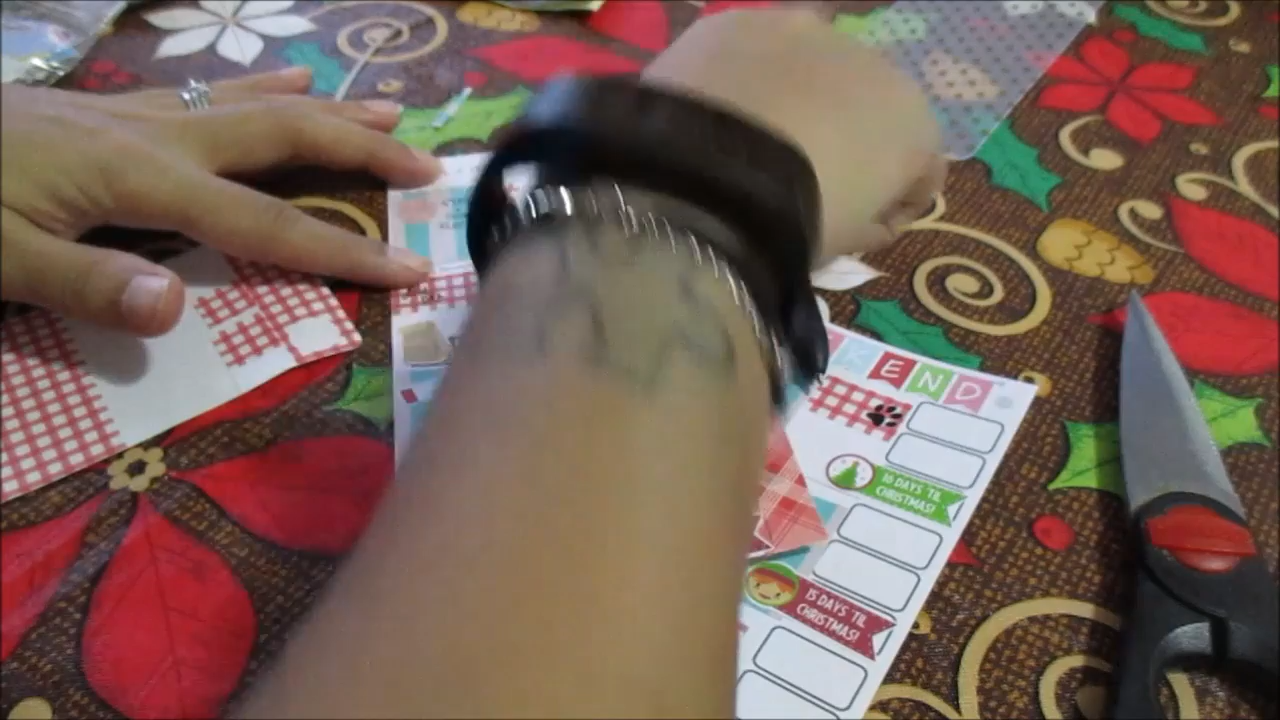 END
16 DAYS 'TIL
CHRISTMAS!
15 DAYS 'TIL
CHRISTMAS!